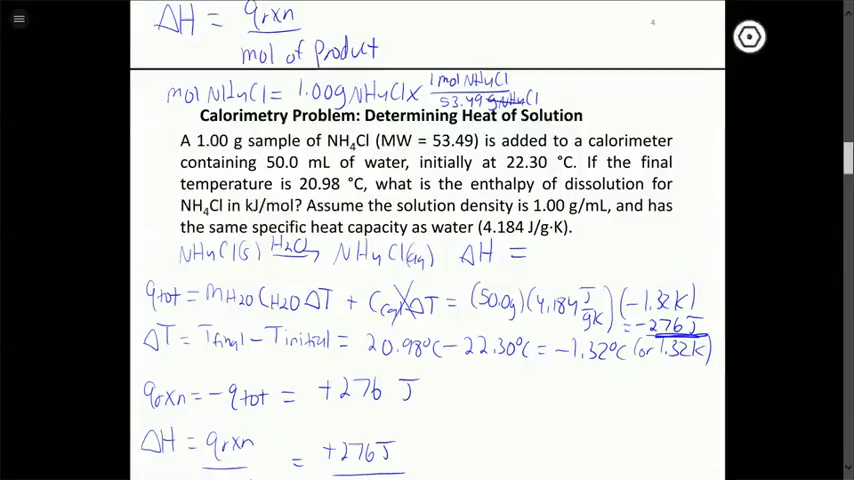 ΔH = qrxn
4
mol of product
mol NH4Cl = 1.00g NH4Cl x 1 mol NH4Cl
53.49 g NH4Cl
Calorimetry Problem: Determining Heat of Solution
A 1.00 g sample of NH₄Cl (MW = 53.49) is added to a calorimeter
containing 50.0 mL of water, initially at 22.30 °C. If the final
temperature is 20.98 °C, what is the enthalpy of dissolution for
NH₄Cl in kJ/mol? Assume the solution density is 1.00 g/mL, and has
the same specific heat capacity as water (4.184 J/g·K).
NH4Cl(s) H2O → NH4Cl(aq) ΔH =
qtot = mH2O CH2O ΔT + Ccal ΔT = (50.0g)(4.184 J/gK)(-1.32K)
= -276 J
ΔT = Tfinal - Tinitial = 20.98°C - 22.30°C = -1.32°C (or 1.32K)
qrxn = -qtot = +276 J
ΔH = qrxn = +276J